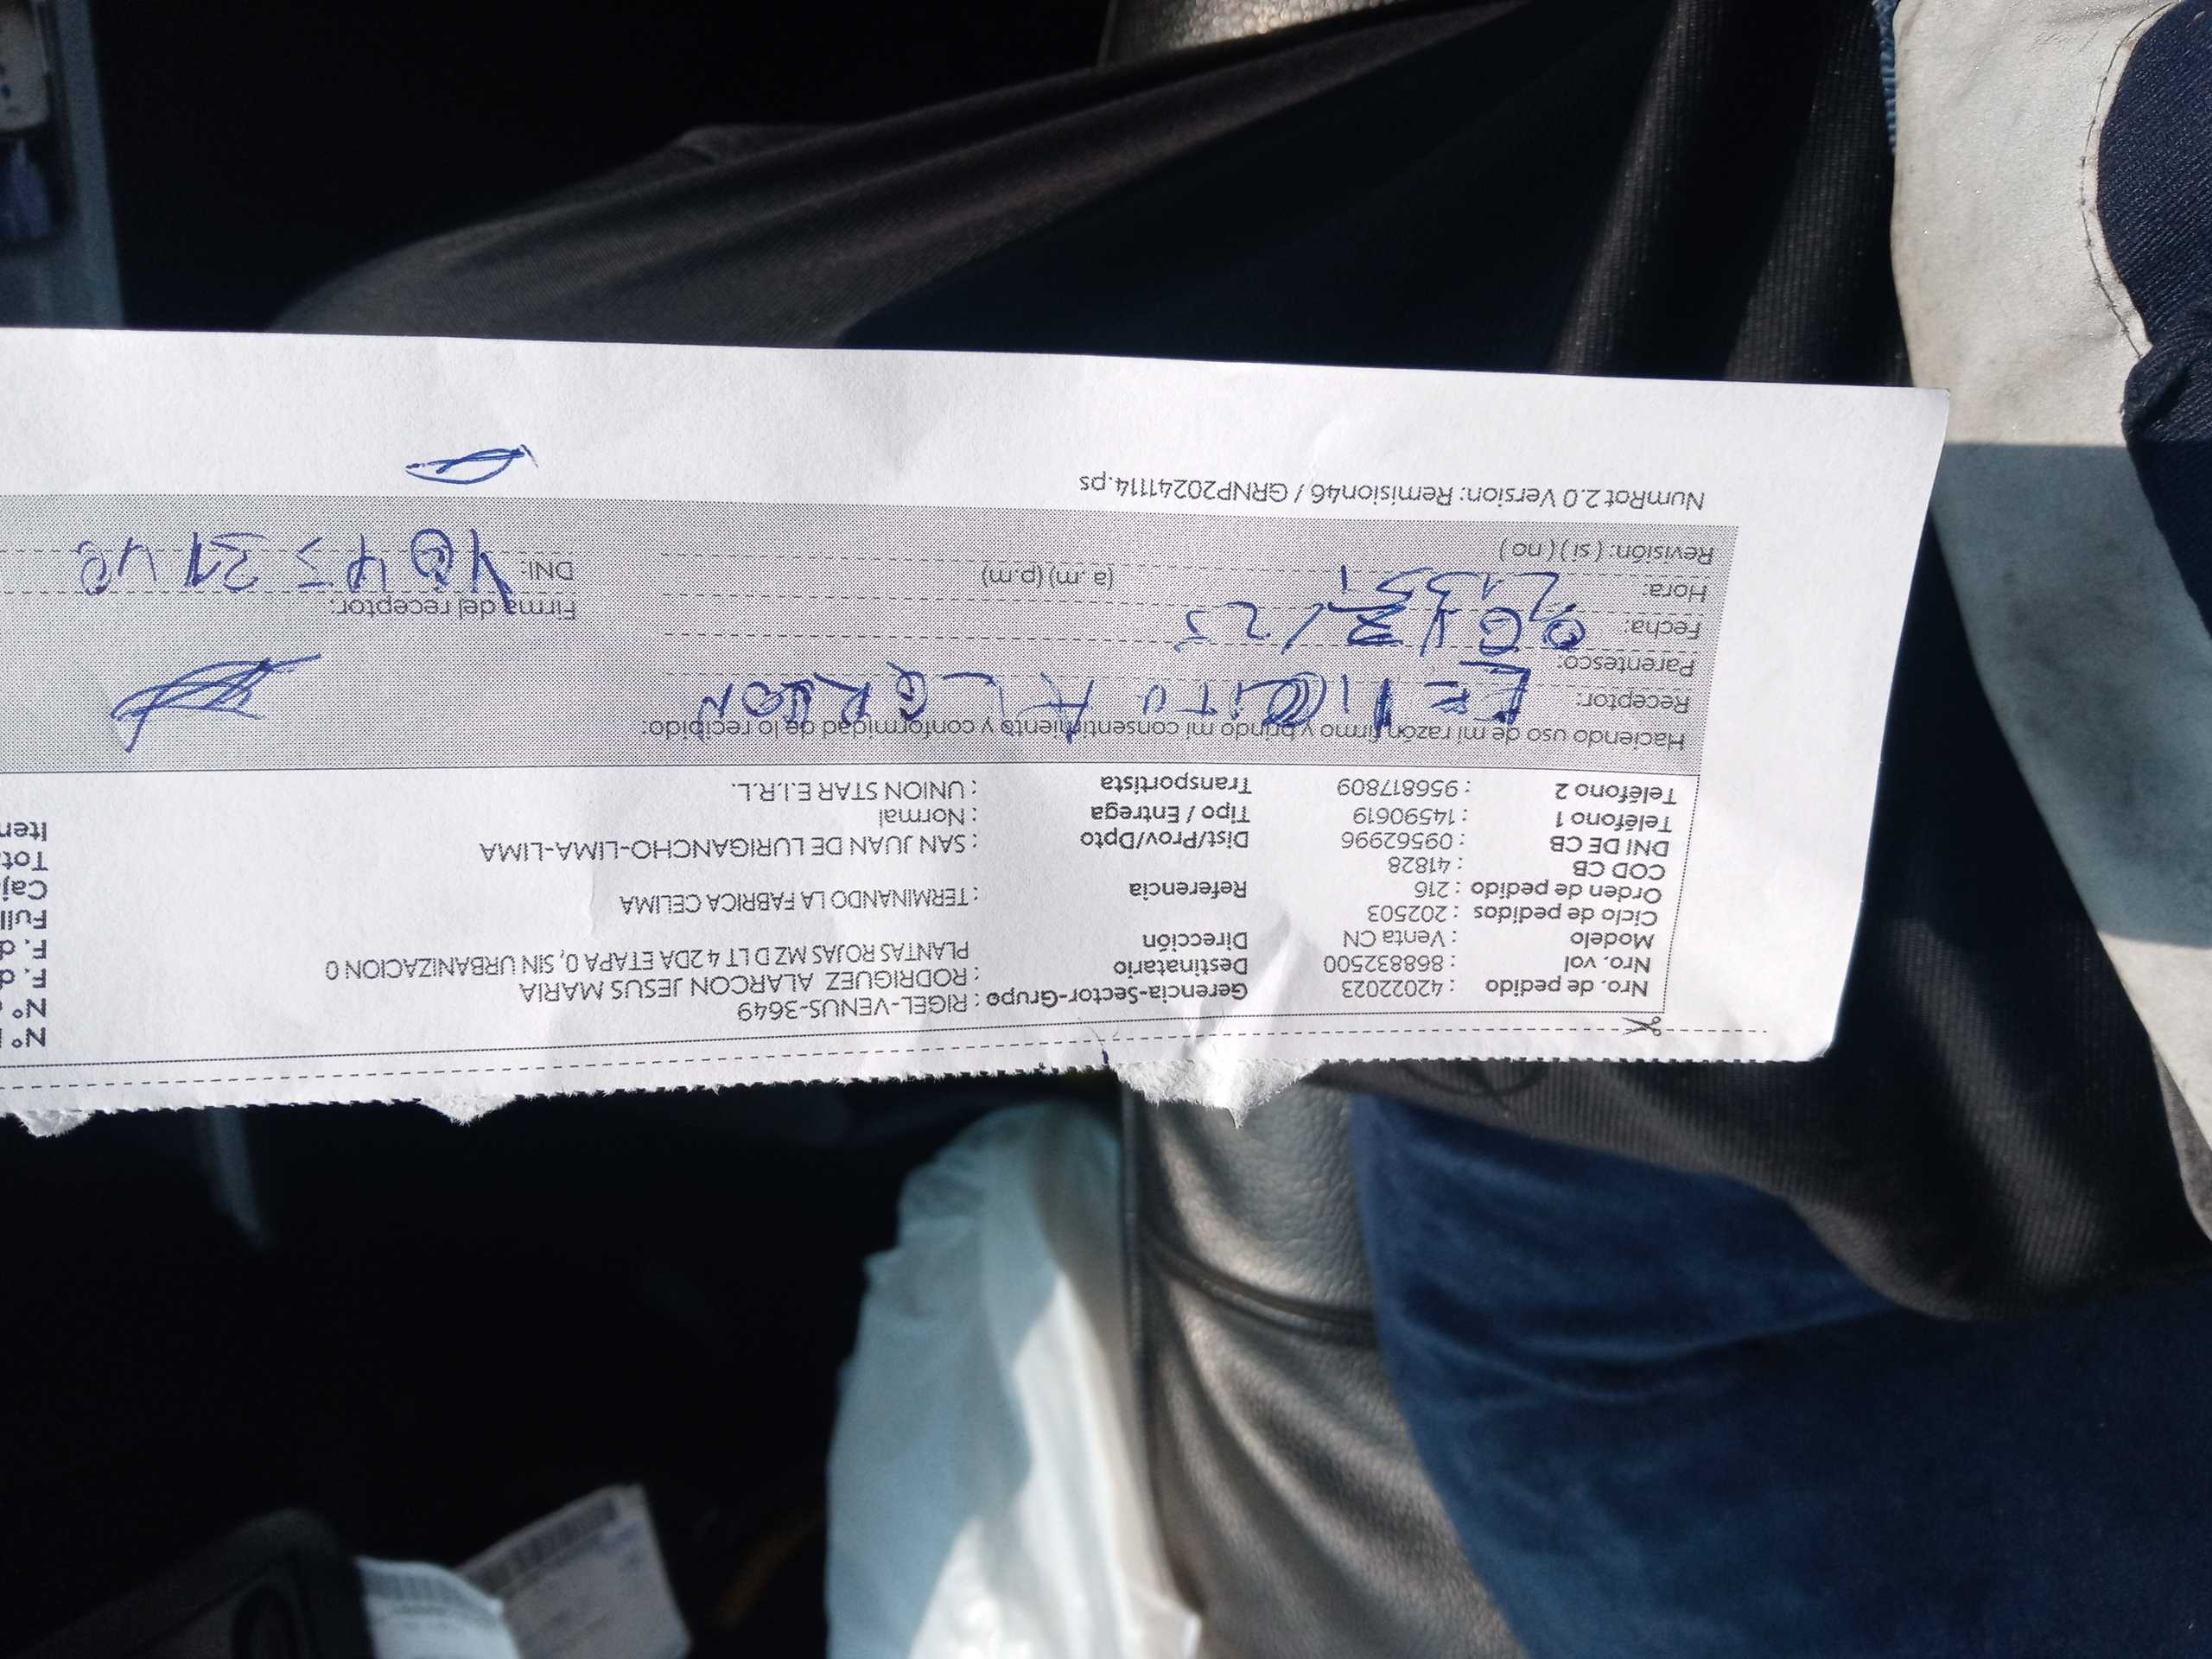 Nro. de pedido : 42022023 Gerencia-Sector-Grupo : RIGEL-VENUS-3649 N°
Nro. vol : 868832500 Destinatario : RODRIGUEZ ALARCON JESUS MARIA N°
Modelo : Venta CN Dirección PLANTAS ROJAS MZ D LT 4 2DA ETAPA 0, SIN URBANIZACION 0 F. d
Ciclo de pedidos : 202503 F. d
Orden de pedido : 216 Referencia : TERMINANDO LA FABRICA CELIMA Full
COD CB : 41828 Caj
DNI DE CB : 09562996 Dist/Prov/Dpto : SAN JUAN DE LURIGANCHO-LIMA-LIMA Tota
Teléfono 1 : 14590619 Tipo / Entrega : Normal Iten
Teléfono 2 : 956817809 Transportista : UNION STAR E.I.R.L.
Haciendo uso de mi razón firmo y brindo mi consentimiento y conformidad de lo recibido:
Receptor:
Parentesco:
Fecha: Firma del receptor:
Hora: (a. m) (p.m) DNI:
Revisión: ( si ) ( no )
NumRot 2.0 Version: Remision46 / GRNP20241114.ps